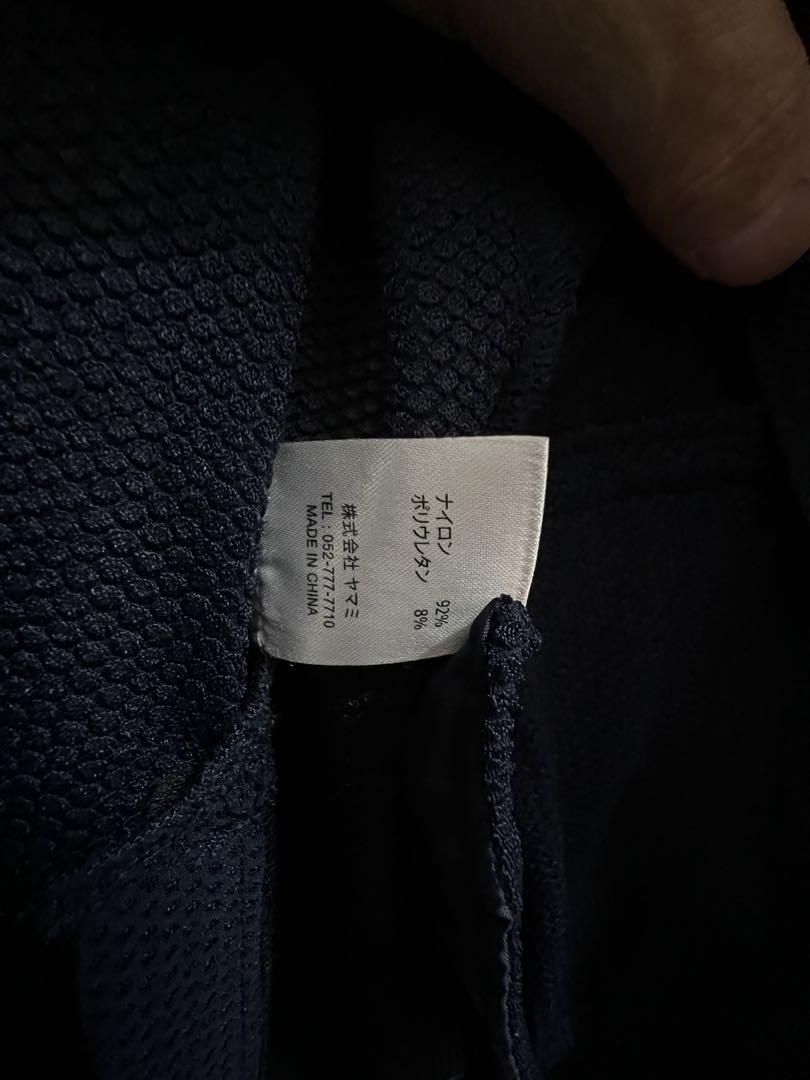 ナイロン 92%
ポリウレタン 8%
株式会社 ヤマミ
TEL : 052-777-7710
MADE IN CHINA